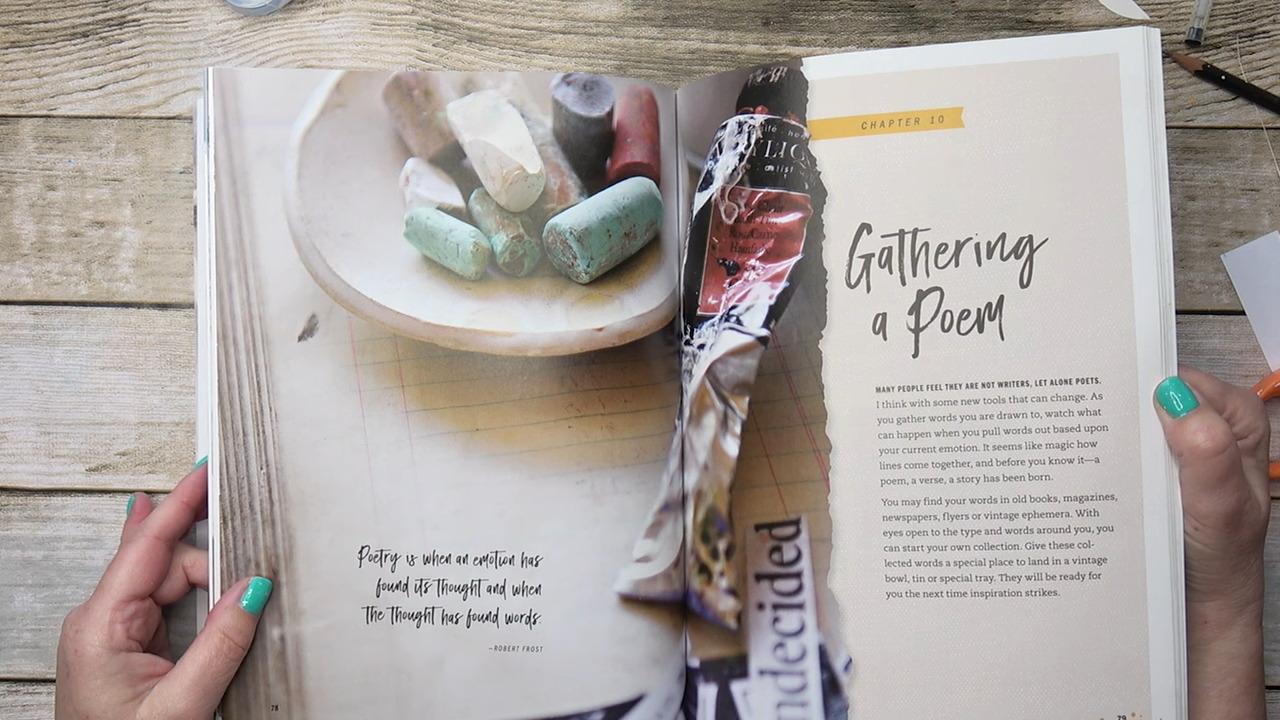 Poetry is when an emotion has
found its thought and when
the thought has found words.
—ROBERT FROST
78
ndecided
CHAPTER 10
Gathering
a Poem
MANY PEOPLE FEEL THEY ARE NOT WRITERS, LET ALONE POETS.
I think with some new tools that can change. As
you gather words you are drawn to, watch what
can happen when you pull words out based upon
your current emotion. It seems like magic how
lines come together, and before you know it—a
poem, a verse, a story has been born.
You may find your words in old books, magazines,
newspapers, flyers or vintage ephemera. With
eyes open to the type and words around you, you
can start your own collection. Give these col-
lected words a special place to land in a vintage
bowl, tin or special tray. They will be ready for
you the next time inspiration strikes.
79